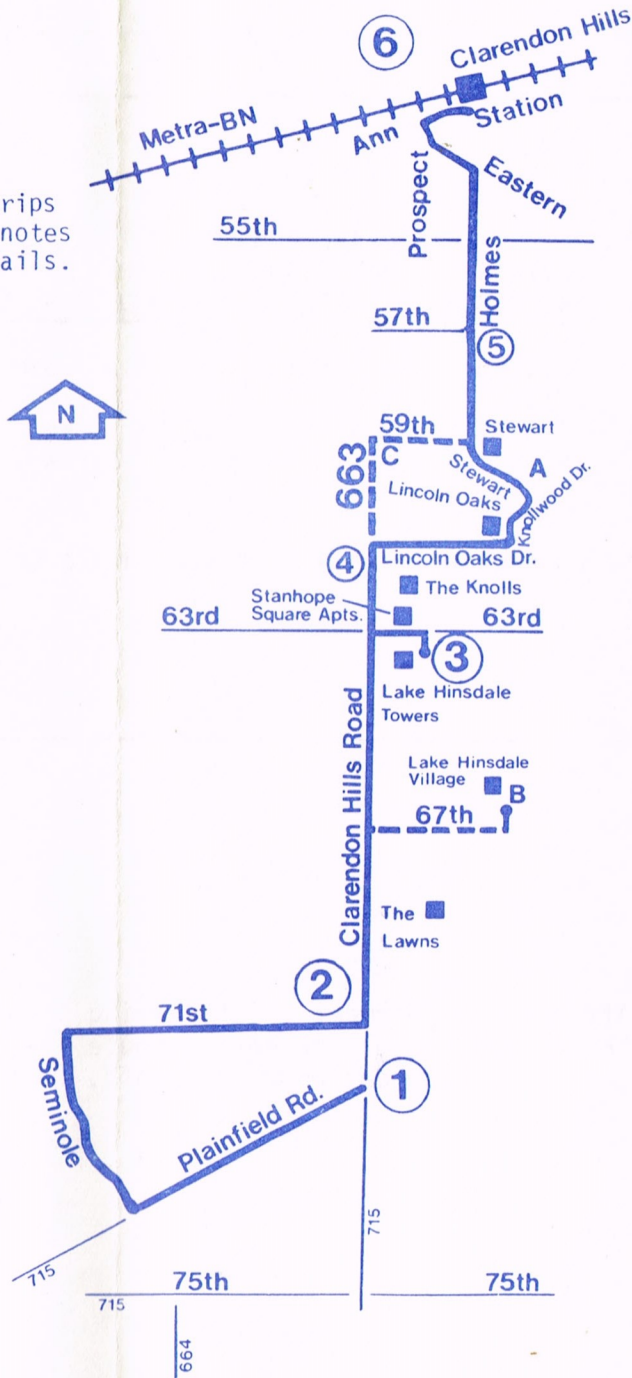 6
Clarendon Hills
Metra-BN
Ann
Station
rips
notes
ails.
Prospect
Eastern
55th
Holmes
57th
5
N
59th
Stewart
663
C
Stewart
A
Lincoln Oaks
Knollwood Dr.
4
Lincoln Oaks Dr.
The Knolls
Stanhope
Square Apts.
63rd
63rd
3
Lake Hinsdale
Towers
Clarendon Hills Road
Lake Hinsdale
Village
B
67th
The
Lawns
2
71st
1
Seminole
Plainfield Rd.
715
715
75th
75th
715
664